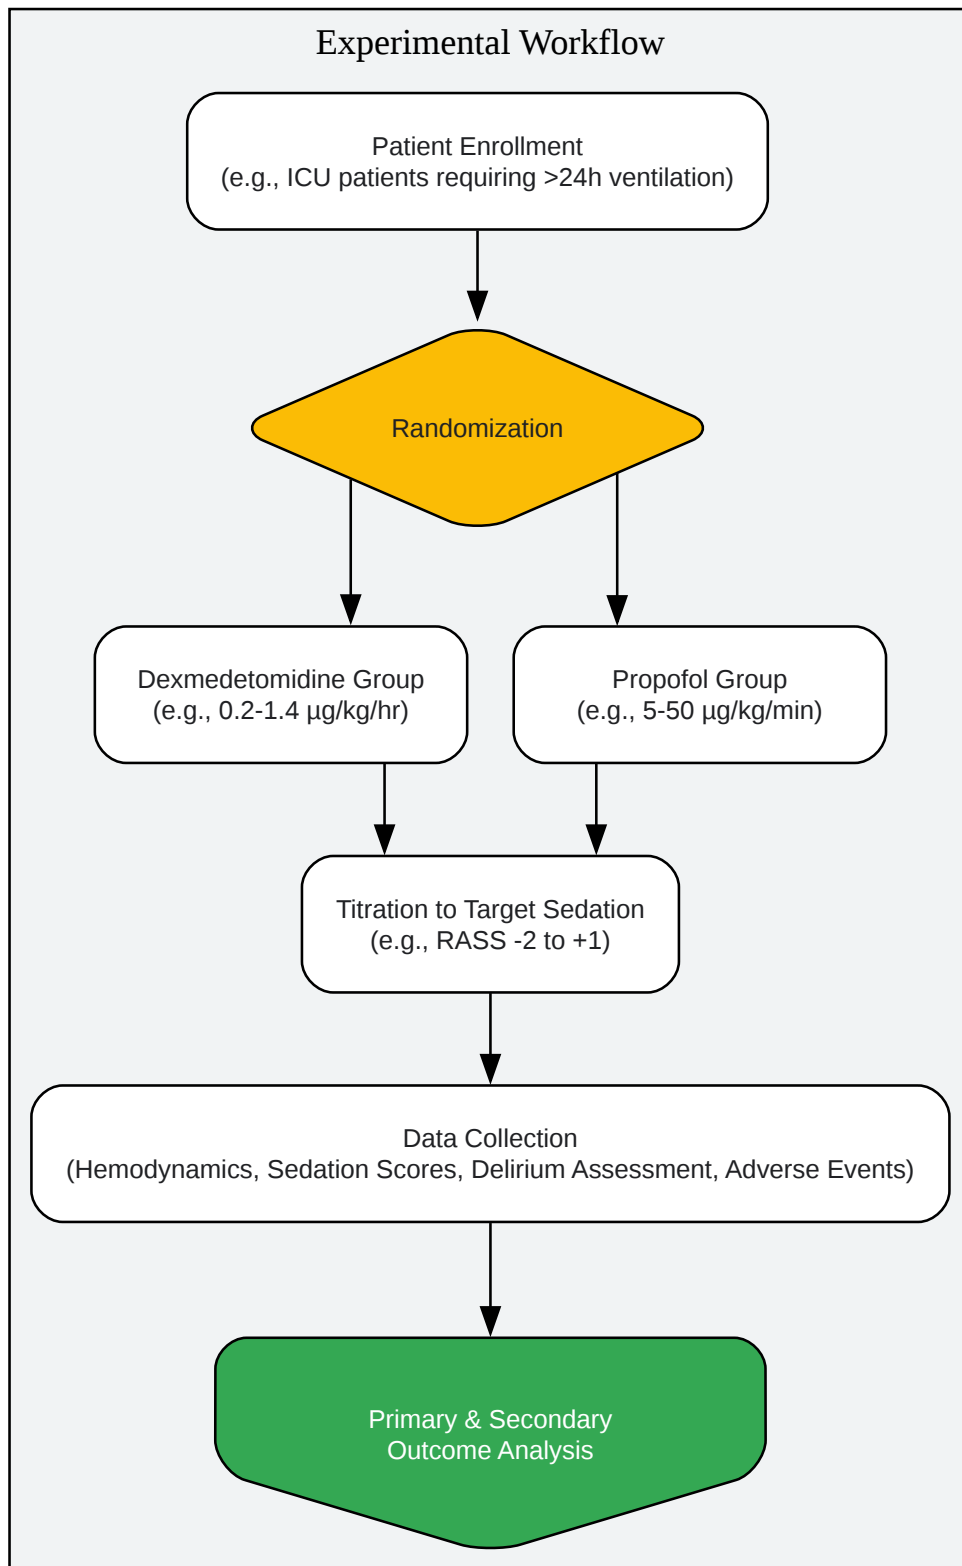 Experimental Workflow
Patient Enrollment
(e.g., ICU patients requiring >24h ventilation)
Randomization
Dexmedetomidine Group
(e.g., 0.2-1.4 µg/kg/hr)
Propofol Group
(e.g., 5-50 µg/kg/min)
Titration to Target Sedation
(e.g., RASS -2 to +1)
Data Collection
(Hemodynamics, Sedation Scores, Delirium Assessment, Adverse Events)
Primary & Secondary
Outcome Analysis